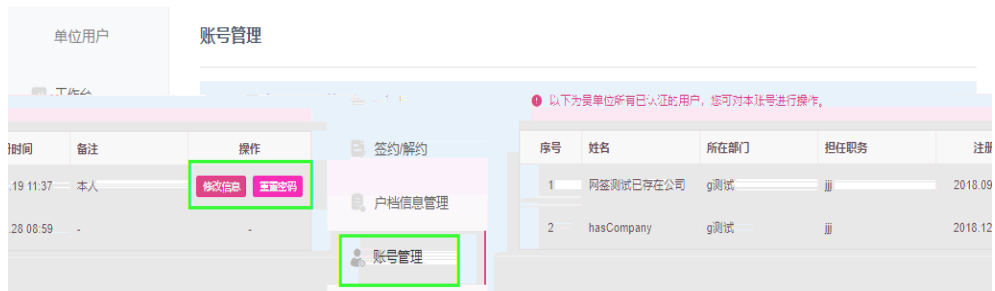 单位用户
账号管理
工作台
以下为贵单位所有已认证的用户，您可对本账号进行操作。
时间 备注 操作
签约/解约
序号 姓名 所在部门 担任职务 注册
.19 11:37 本人 修改信息 重置密码
1 网签测试已存在公司 g测试 jjj 2018.09
户档信息管理
.28 08:59 - -
2 hasCompany g测试 jjj 2018.12
账号管理